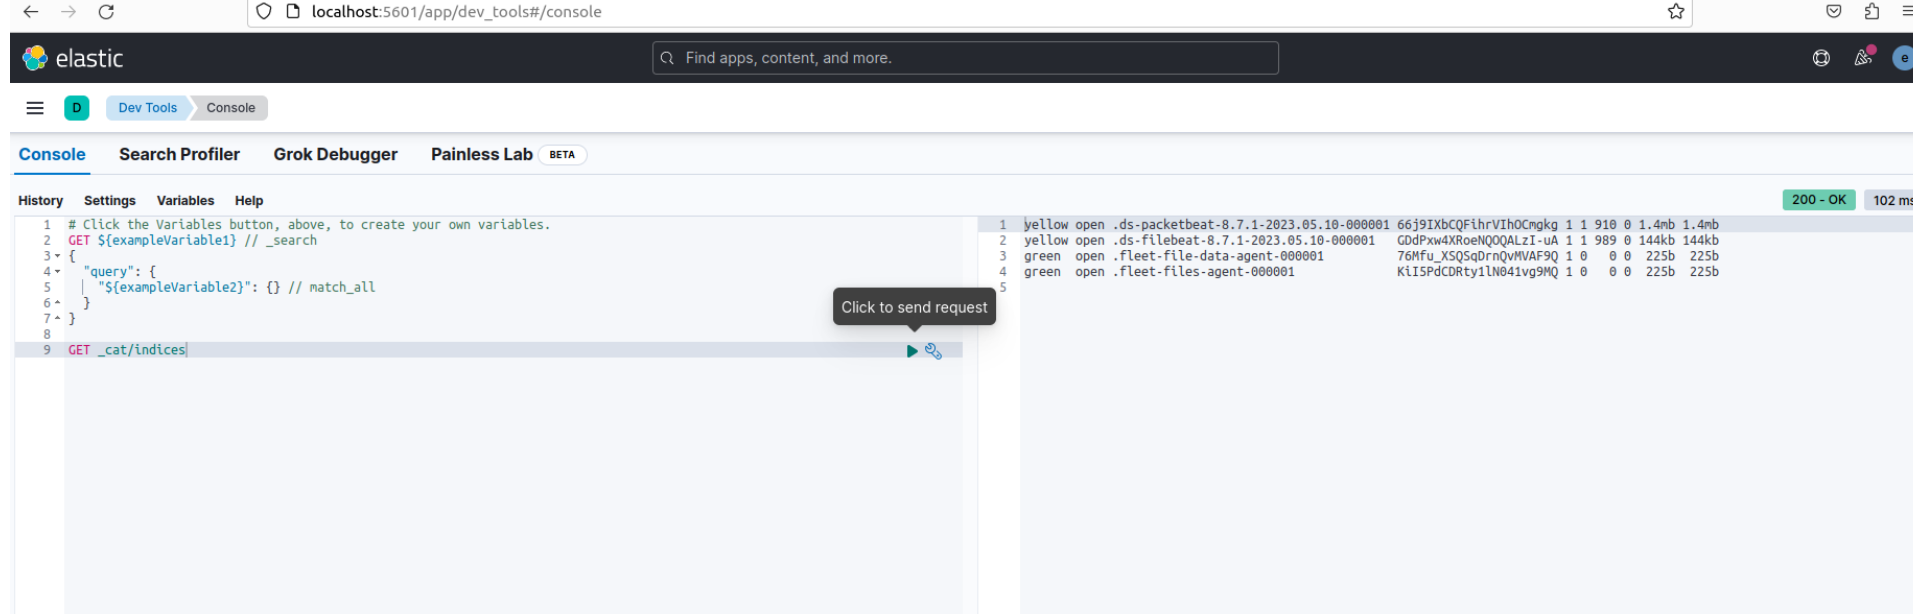 localhost:5601/app/dev_tools#/console
elastic
Find apps, content, and more.
e
D Dev Tools Console
Console Search Profiler Grok Debugger Painless Lab BETA
History Settings Variables Help
200 - OK 102 ms
1 # Click the Variables button, above, to create your own variables.
2 GET ${exampleVariable1} // _search
3 {
4 "query": {
5 "${exampleVariable2}": {} // match_all
6 }
7 }
8
9 GET _cat/indices
Click to send request
1 yellow open .ds-packetbeat-8.7.1-2023.05.10-000001 66j9IXbCQFihrVIhOCmgkg 1 1 910 0 1.4mb 1.4mb
2 yellow open .ds-filebeat-8.7.1-2023.05.10-000001 GDdPxw4XRoeNQOQALzI-uA 1 1 989 0 144kb 144kb
3 green open .fleet-file-data-agent-000001 76Mfu_XSQSqDrnQvMVAF9Q 1 0 0 0 225b 225b
4 green open .fleet-files-agent-000001 KiI5PdCDRty1lN041vg9MQ 1 0 0 0 225b 225b
5